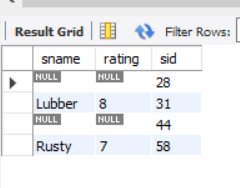 Result Grid Filter Rows:
sname rating sid
NULL NULL 28
Lubber 8 31
NULL NULL 44
Rusty 7 58